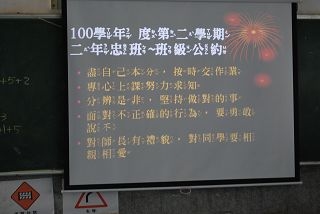 100學年度第二學期
二年忠班~班級公約
盡自己本分，按時交作業
專心上課努力求知
分辨是非，堅持做對的事
面對不正確的行為，要勇敢
說不
對師長有禮貌，對同學要相
親相愛